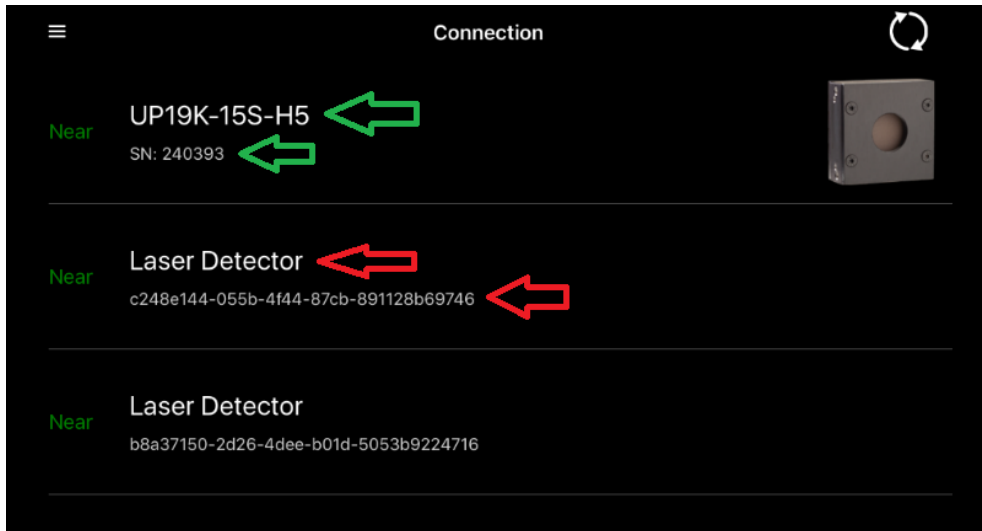 Connection
Near
UP19K-15S-H5
SN: 240393
Near
Laser Detector
c248e144-055b-4f44-87cb-891128b69746
Near
Laser Detector
b8a37150-2d26-4dee-b01d-5053b9224716